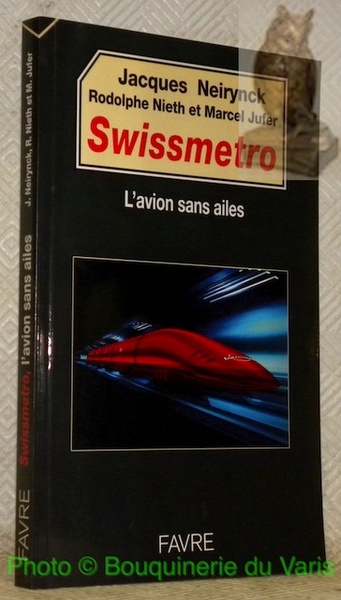 Jacques Neirynck
Rodolphe Nieth et Marcel Jufer
Swissmetro
L'avion sans ailes
FAVRE
J. Neirynck, R. Nieth et M. Jufer
Swissmetro, l'avion sans ailes
FAVRE
Photo © Bouquinerie du Varis